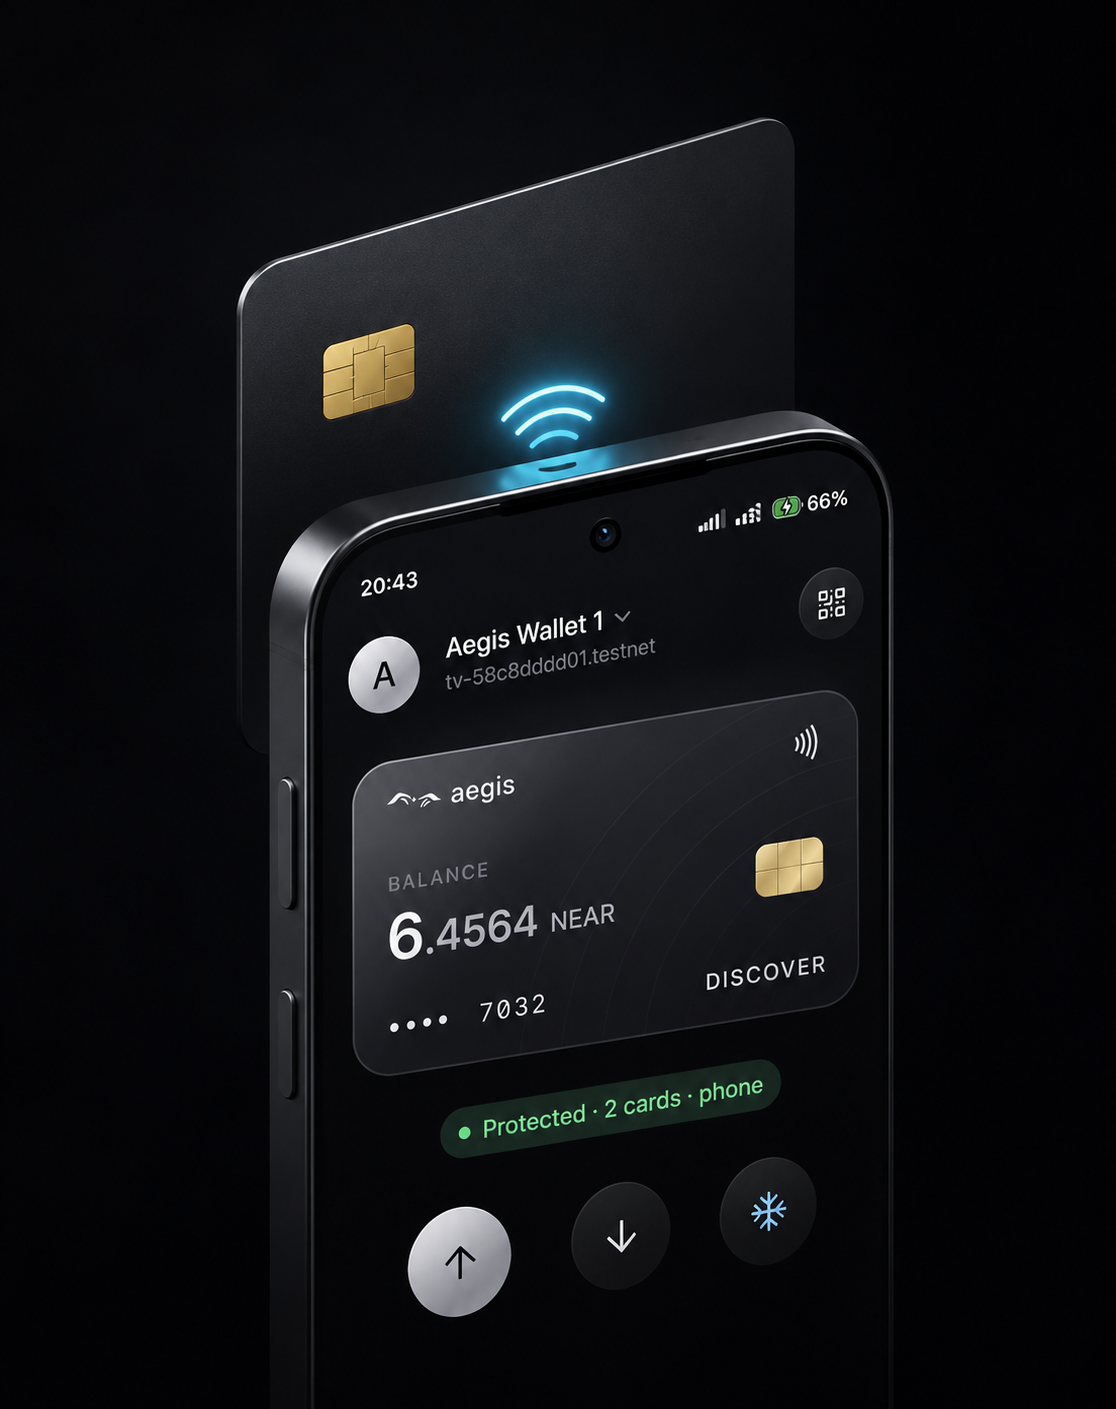 66%
20:43
Aegis Wallet 1
A
tv-58c8dddd01.testnet
aegis
BALANCE
6.4564 NEAR
DISCOVER
•••• 7032
Protected · 2 cards · phone